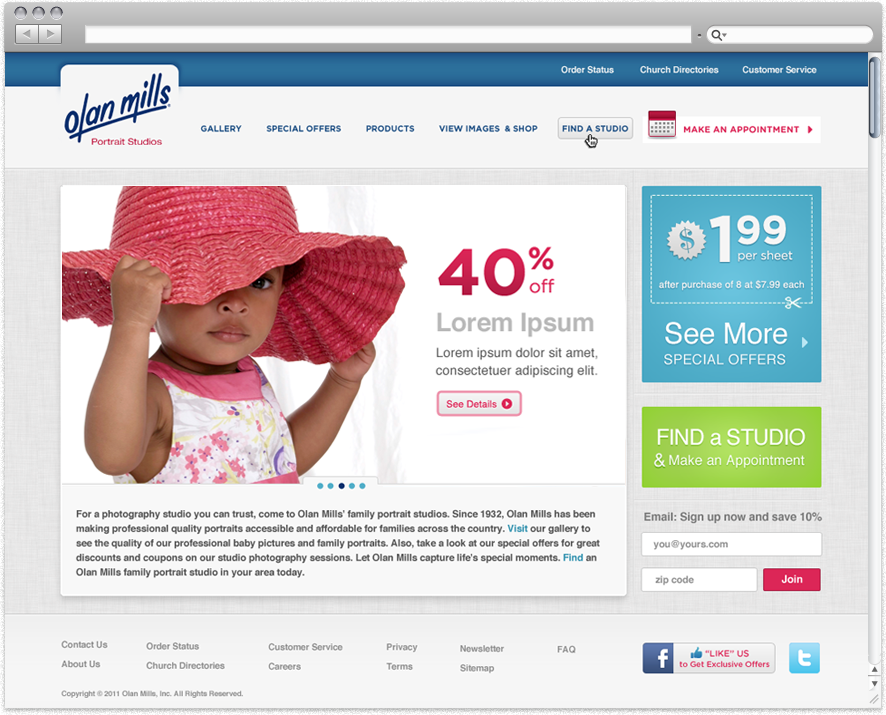 Order Status Church Directories Customer Service
olan mills
Portrait Studios
GALLERY SPECIAL OFFERS PRODUCTS VIEW IMAGES & SHOP FIND A STUDIO MAKE AN APPOINTMENT
40% off
Lorem Ipsum
Lorem ipsum dolor sit amet,
consectetuer adipiscing elit.
See Details
$1.99
per sheet
after purchase of 8 at $7.99 each
See More
SPECIAL OFFERS
FIND a STUDIO
& Make an Appointment
For a photography studio you can trust, come to Olan Mills' family portrait studios. Since 1932, Olan Mills has been
making professional quality portraits accessible and affordable for families across the country. Visit our gallery to
see the quality of our professional baby pictures and family portraits. Also, take a look at our special offers for great
discounts and coupons on our studio photography sessions. Let Olan Mills capture life's special moments. Find an
Olan Mills family portrait studio in your area today.
Email: Sign up now and save 10%
you@yours.com
zip code Join
Contact Us Order Status Customer Service Privacy Newsletter FAQ
About Us Church Directories Careers Terms Sitemap
f "LIKE" US
to Get Exclusive Offers
t
Copyright © 2011 Olan Mills, Inc. All Rights Reserved.